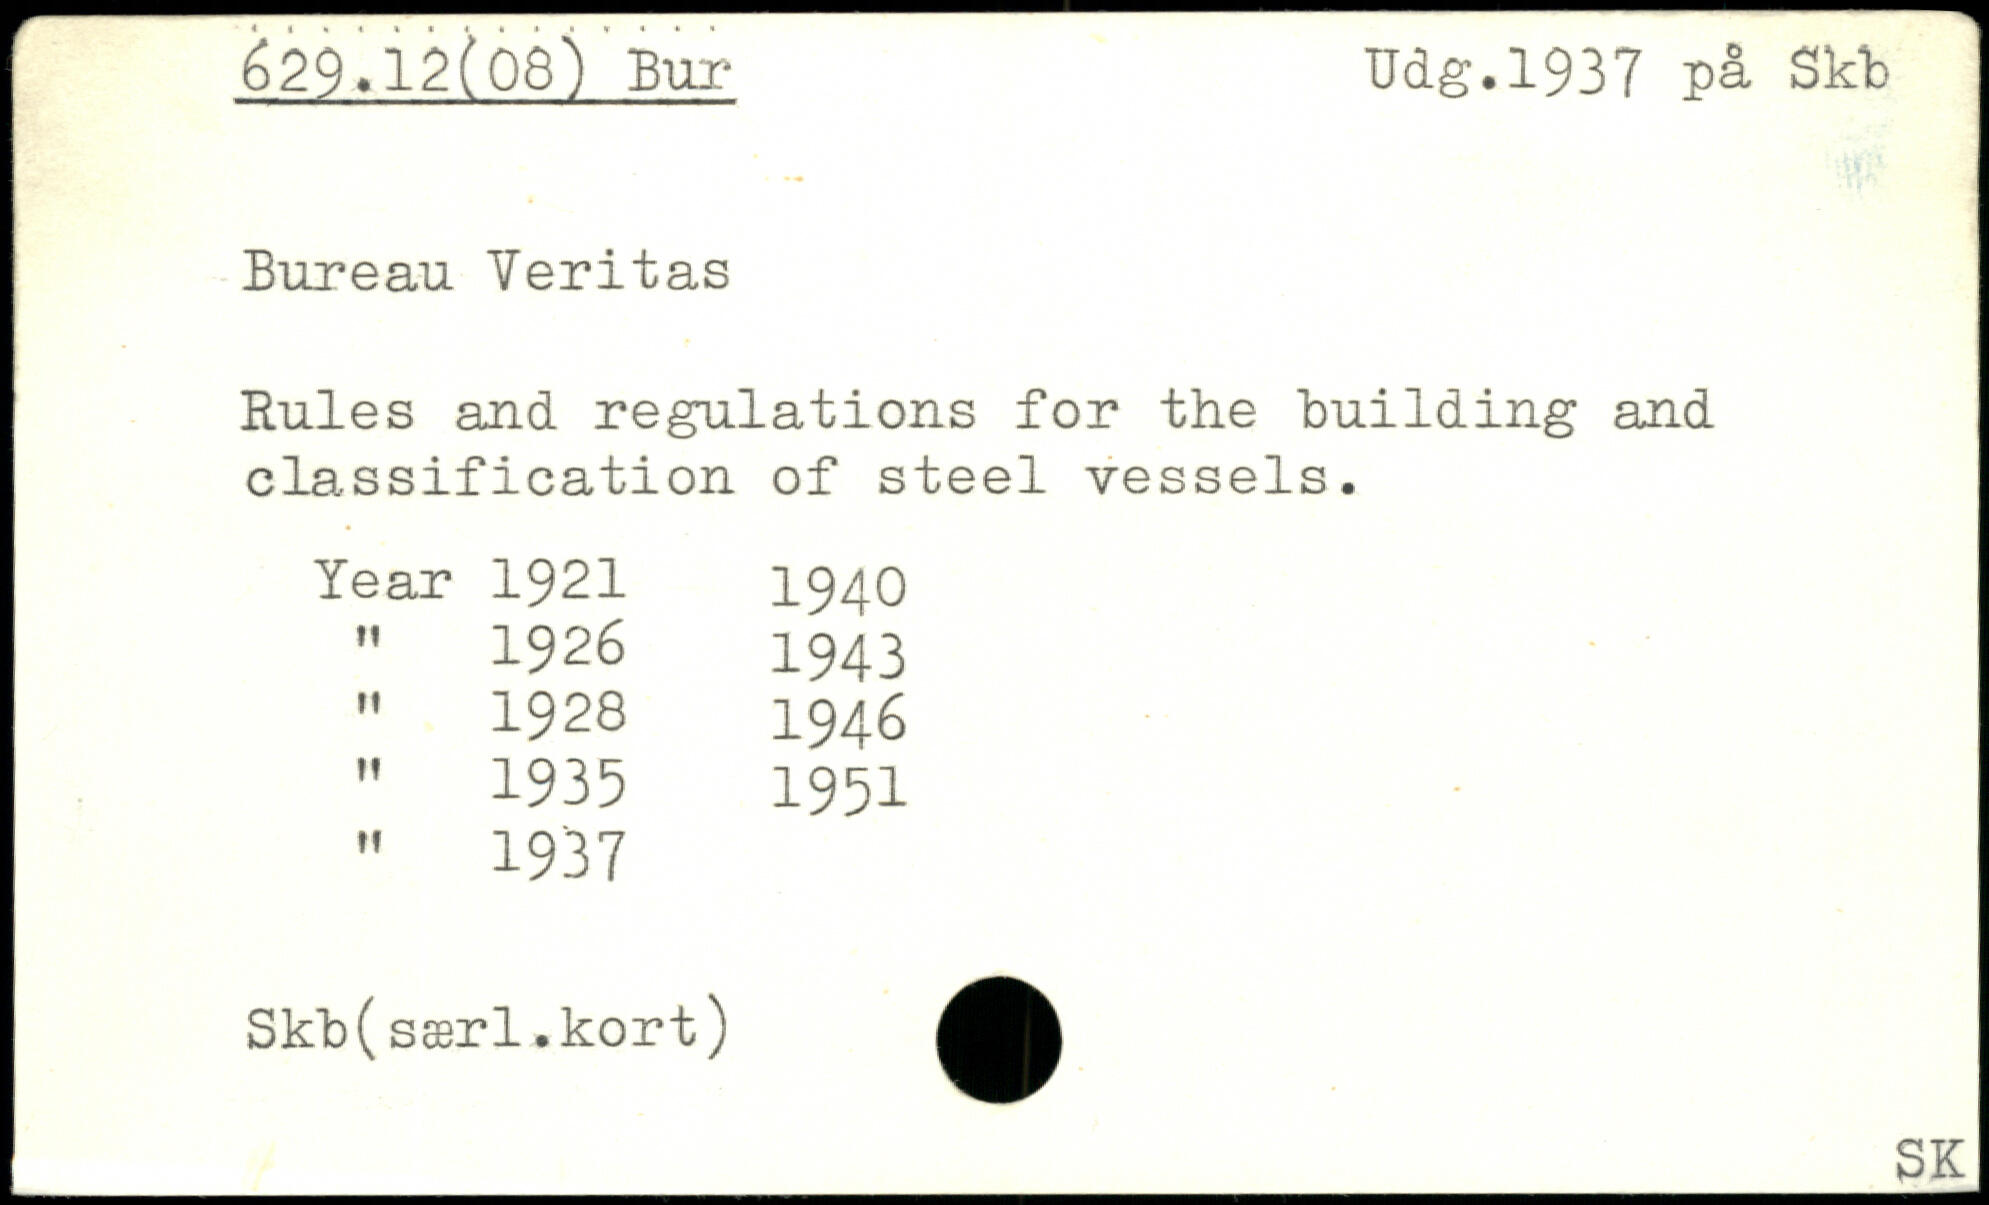 629.12(08) Bur Udg.1937 på Skb
Bureau Veritas
Rules and regulations for the building and
classification of steel vessels.
Year 1921 1940
" 1926 1943
" 1928 1946
" 1935 1951
" 1937
Skb(særl.kort)
SK